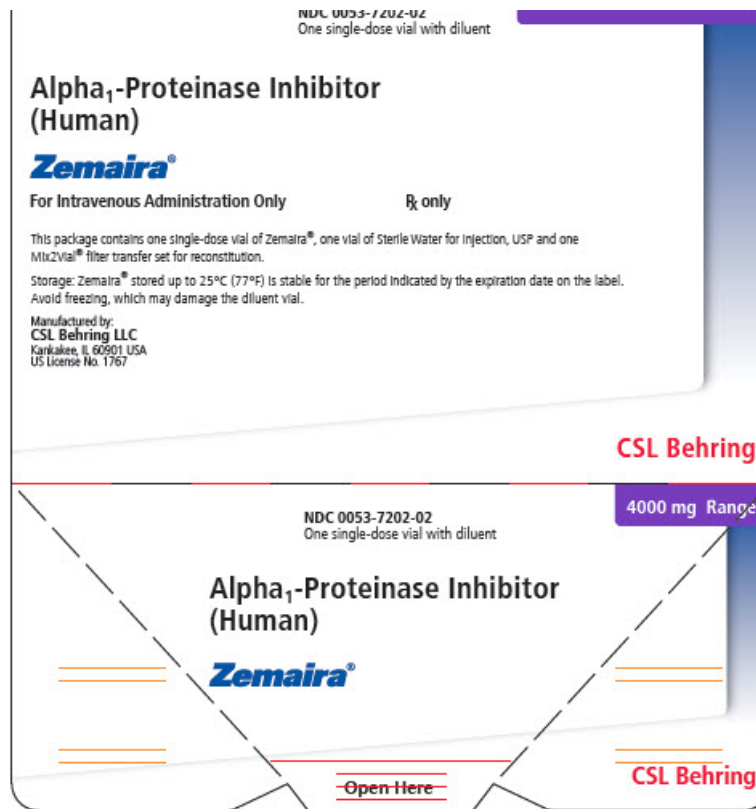 NDC 0053-7202-02
One single-dose vial with diluent
Alpha₁-Proteinase Inhibitor
(Human)
Zemaira®
For Intravenous Administration Only ℞ only
This package contains one single-dose vial of Zemaira®, one vial of Sterile Water for Injection, USP and one
Mix2Vial® filter transfer set for reconstitution.
Storage: Zemaira® stored up to 25°C (77°F) is stable for the period indicated by the expiration date on the label.
Avoid freezing, which may damage the diluent vial.
Manufactured by:
CSL Behring LLC
Kankakee, IL 60901 USA
US License No. 1767
CSL Behring
4000 mg Range
NDC 0053-7202-02
One single-dose vial with diluent
Alpha₁-Proteinase Inhibitor
(Human)
Zemaira®
CSL Behring
Open Here